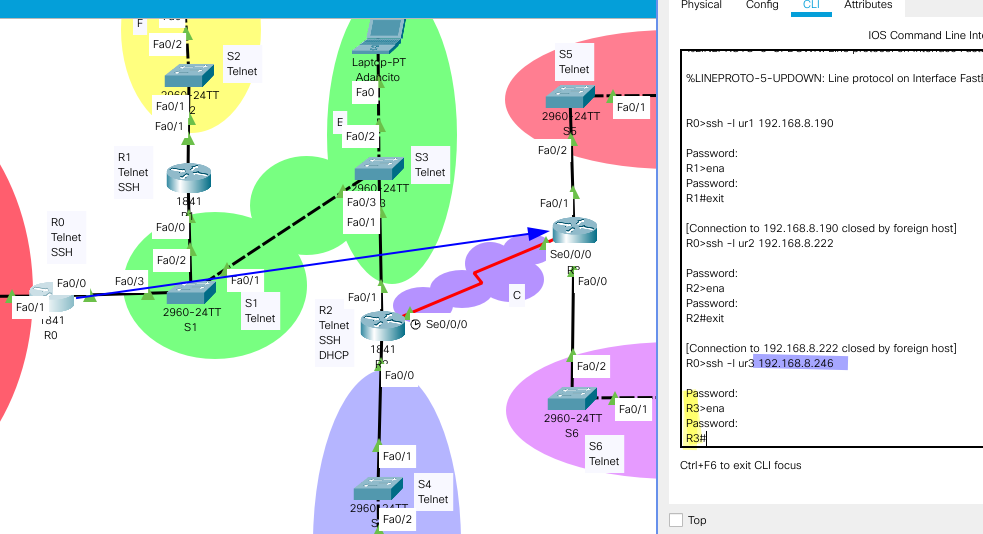 F
Fa0/2
S2
Telnet
2960-24TT
Fa0/1
Fa0/1
R1
Telnet
SSH
1841
Fa0/0
Fa0/2
R0
Telnet
SSH
Fa0/0
Fa0/1
1841
R0
Fa0/3
2960-24TT
S1
Fa0/1
S1
Telnet
Laptop-PT
Adancito
Fa0
E
Fa0/2
S3
Telnet
2960-24TT
Fa0/3
Fa0/1
Fa0/1
R2
Telnet
SSH
DHCP
1841
Se0/0/0
Fa0/0
C
Fa0/1
S4
Telnet
Fa0/2
S5
Telnet
Fa0/1
2960-24TT
S5
Fa0/2
Fa0/1
Se0/0/0
Fa0/0
Fa0/2
Fa0/1
2960-24TT
S6
S6
Telnet
Physical Config CLI Attributes
IOS Command Line
%LINEPROTO-5-UPDOWN: Line protocol on Interface
R0>ssh -l ur1 192.168.8.190
Password:
R1>ena
Password:
R1#exit
[Connection to 192.168.8.190 closed by foreign host]
R0>ssh -l ur2 192.168.8.222
Password:
R2>ena
Password:
R2#exit
[Connection to 192.168.8.222 closed by foreign host]
R0>ssh -l ur3 192.168.8.246
Password:
R3>ena
Password:
R3#
Ctrl+F6 to exit CLI focus
Top